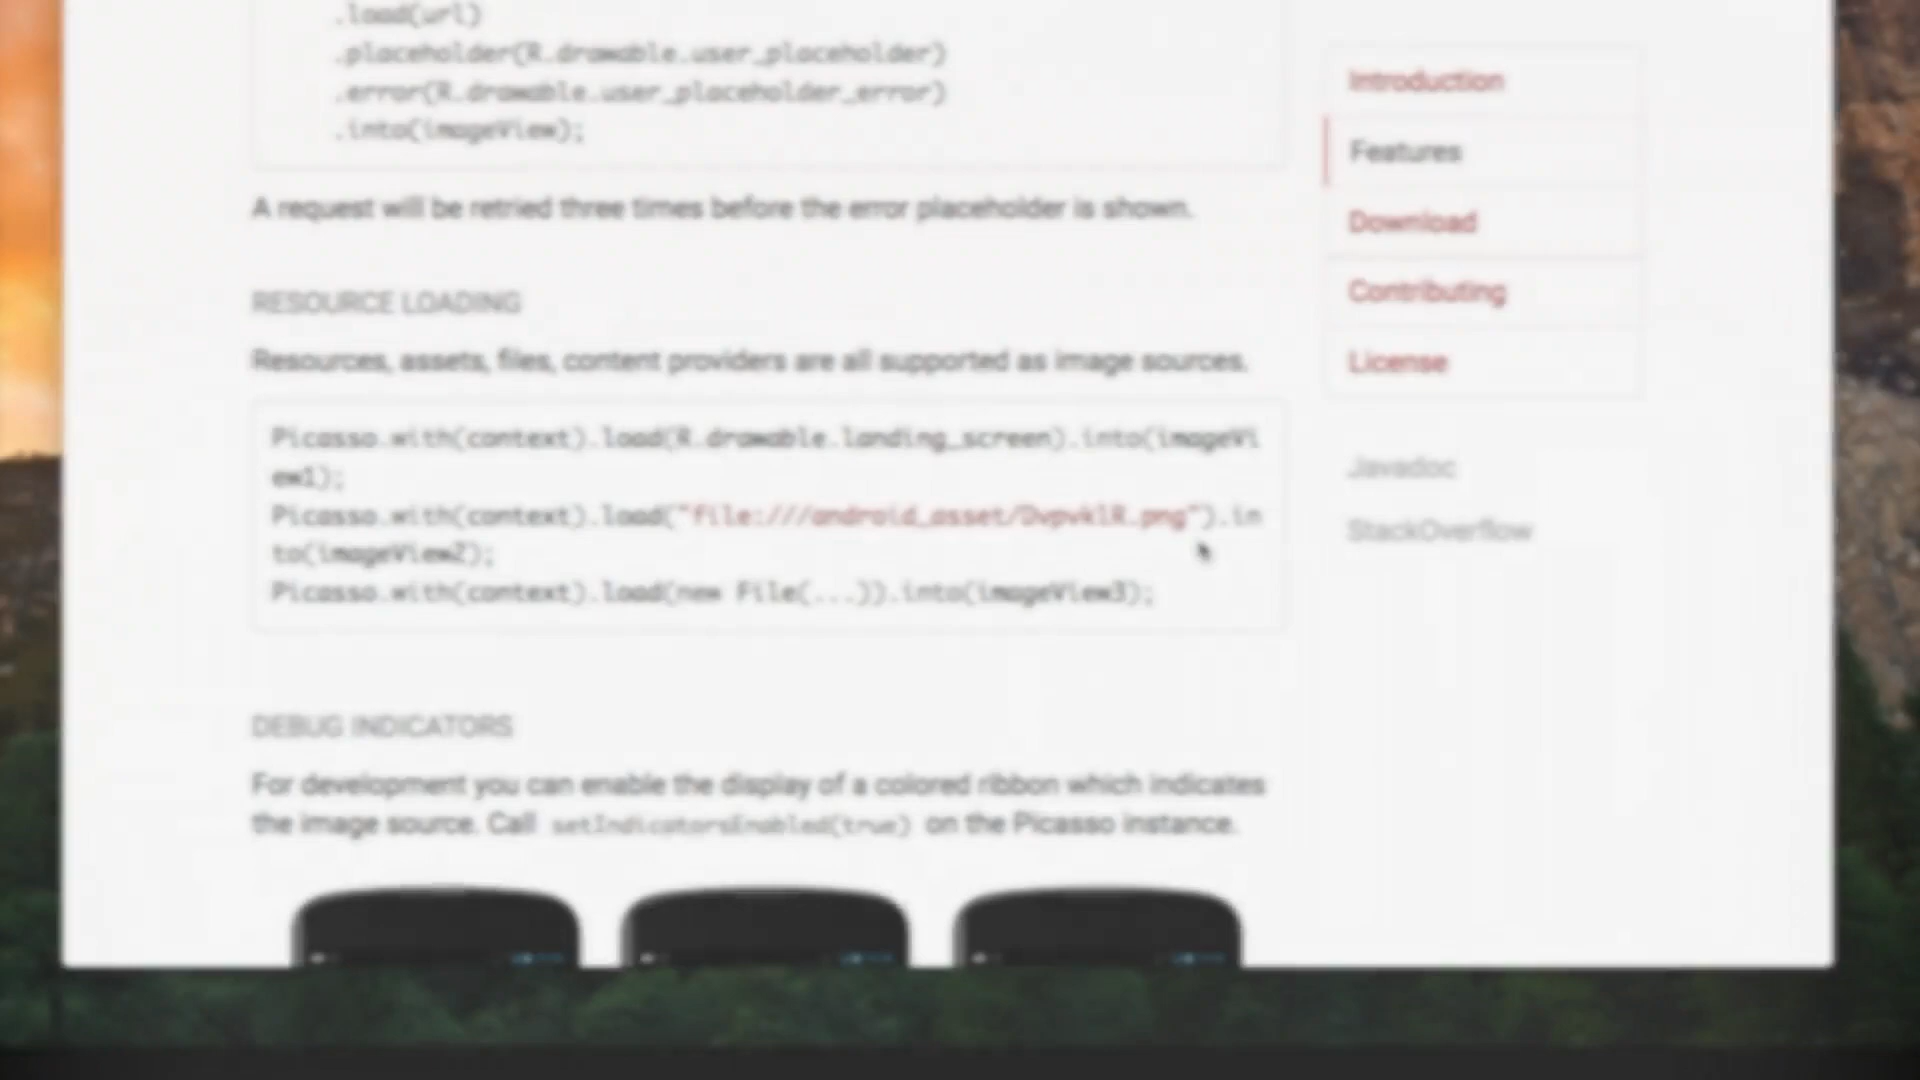 .load(url)
.placeholder(R.drawable.user_placeholder)
.error(R.drawable.user_placeholder_error)
.into(imageView);
A request will be retried three times before the error placeholder is shown.
RESOURCE LOADING
Resources, assets, files, content providers are all supported as image sources.
Picasso.with(context).load(R.drawable.landing_screen).into(imageVi
ew1);
Picasso.with(context).load("file:///android_asset/DvpvklR.png").in
to(imageView2);
Picasso.with(context).load(new File(...)).into(imageView3);
DEBUG INDICATORS
For development you can enable the display of a colored ribbon which indicates
the image source. Call setIndicatorsEnabled(true) on the Picasso instance.
Introduction
Features
Download
Contributing
License
Javadoc
StackOverflow